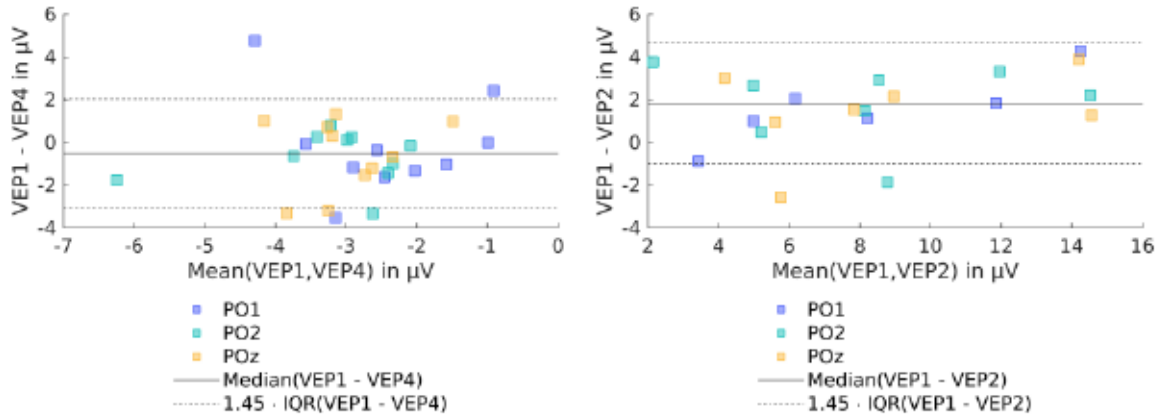 6
4
2
0
-2
-4
VEP1 - VEP4 in µV
-7 -6 -5 -4 -3 -2 -1 0
Mean(VEP1,VEP4) in µV
PO1
PO2
POz
Median(VEP1 - VEP4)
1.45 · IQR(VEP1 - VEP4)
6
4
2
0
-2
-4
VEP1 - VEP2 in µV
2 4 6 8 10 12 14 16
Mean(VEP1,VEP2) in µV
PO1
PO2
POz
Median(VEP1 - VEP2)
1.45 · IQR(VEP1 - VEP2)